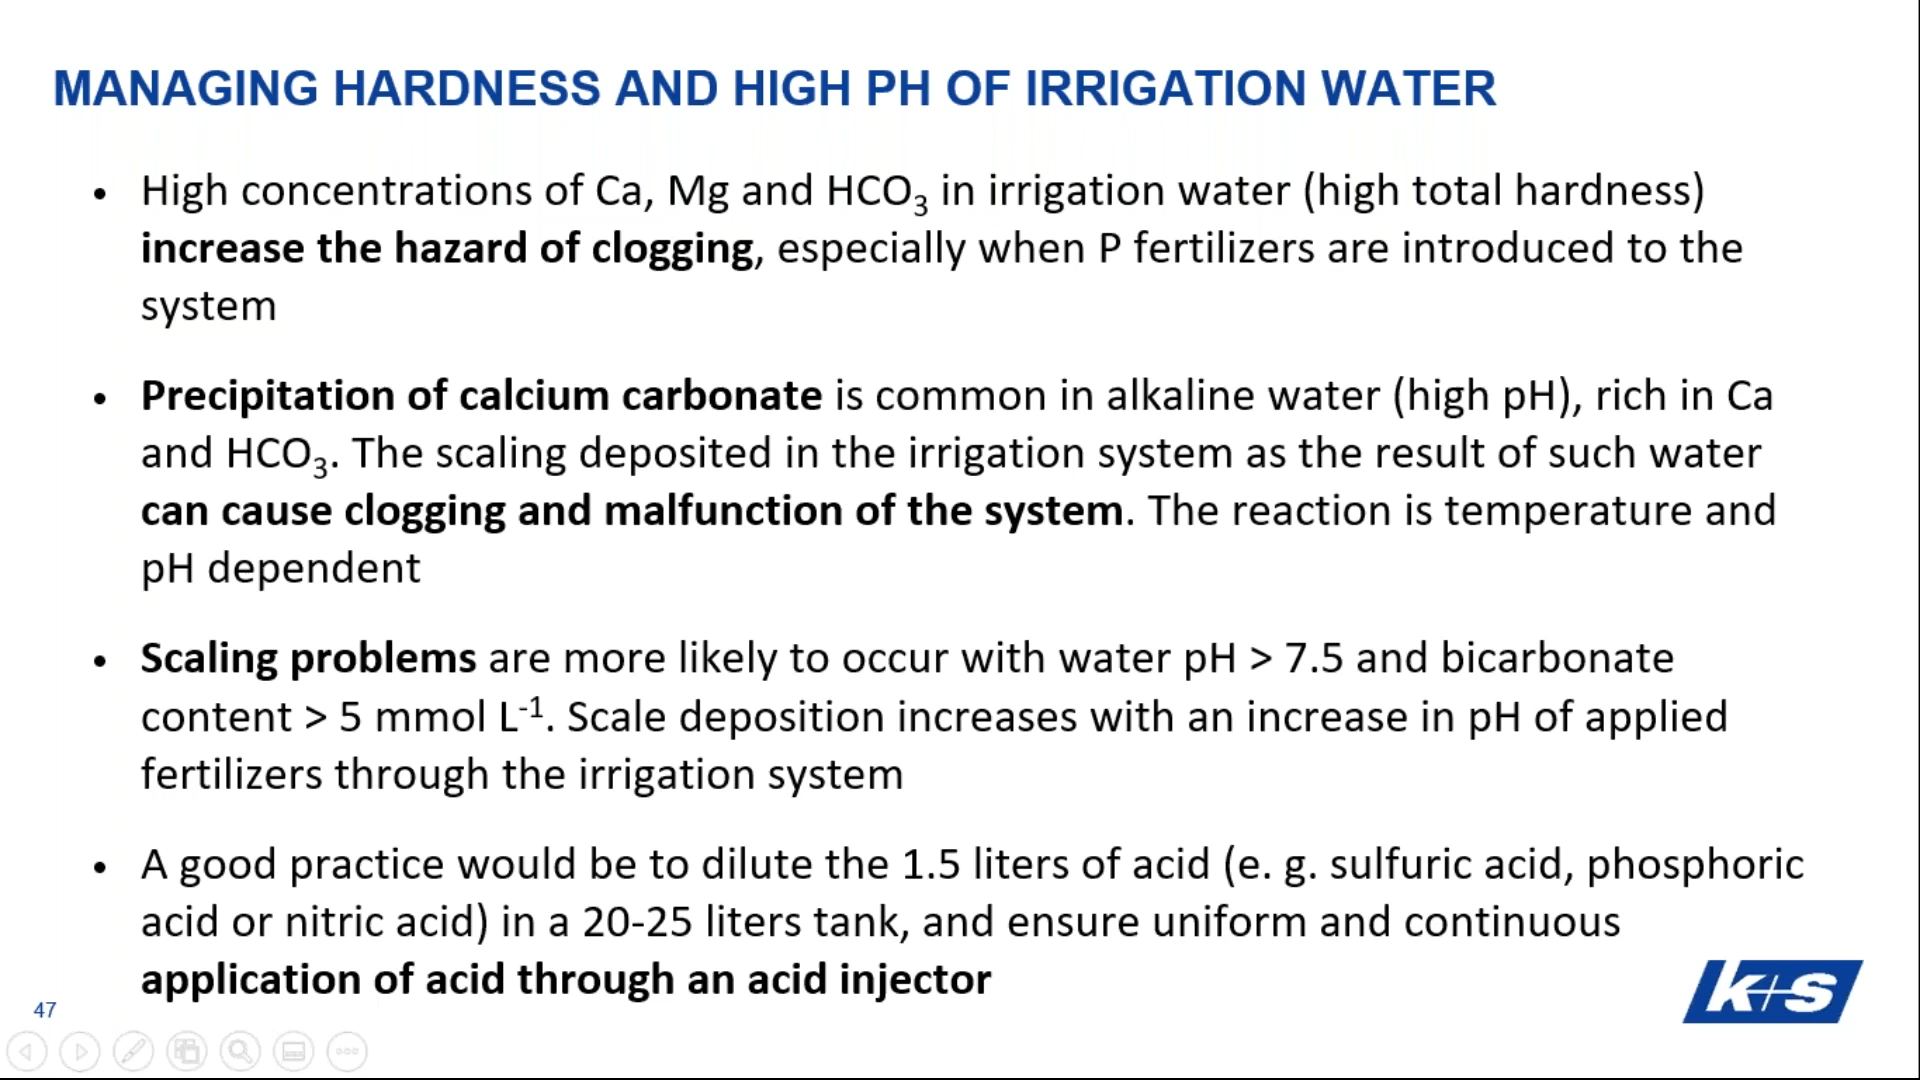 MANAGING HARDNESS AND HIGH PH OF IRRIGATION WATER
• High concentrations of Ca, Mg and HCO₃ in irrigation water (high total hardness)
increase the hazard of clogging, especially when P fertilizers are introduced to the
system
• Precipitation of calcium carbonate is common in alkaline water (high pH), rich in Ca
and HCO₃. The scaling deposited in the irrigation system as the result of such water
can cause clogging and malfunction of the system. The reaction is temperature and
pH dependent
• Scaling problems are more likely to occur with water pH > 7.5 and bicarbonate
content > 5 mmol L⁻¹. Scale deposition increases with an increase in pH of applied
fertilizers through the irrigation system
• A good practice would be to dilute the 1.5 liters of acid (e. g. sulfuric acid, phosphoric
acid or nitric acid) in a 20-25 liters tank, and ensure uniform and continuous
application of acid through an acid injector
K+S
47